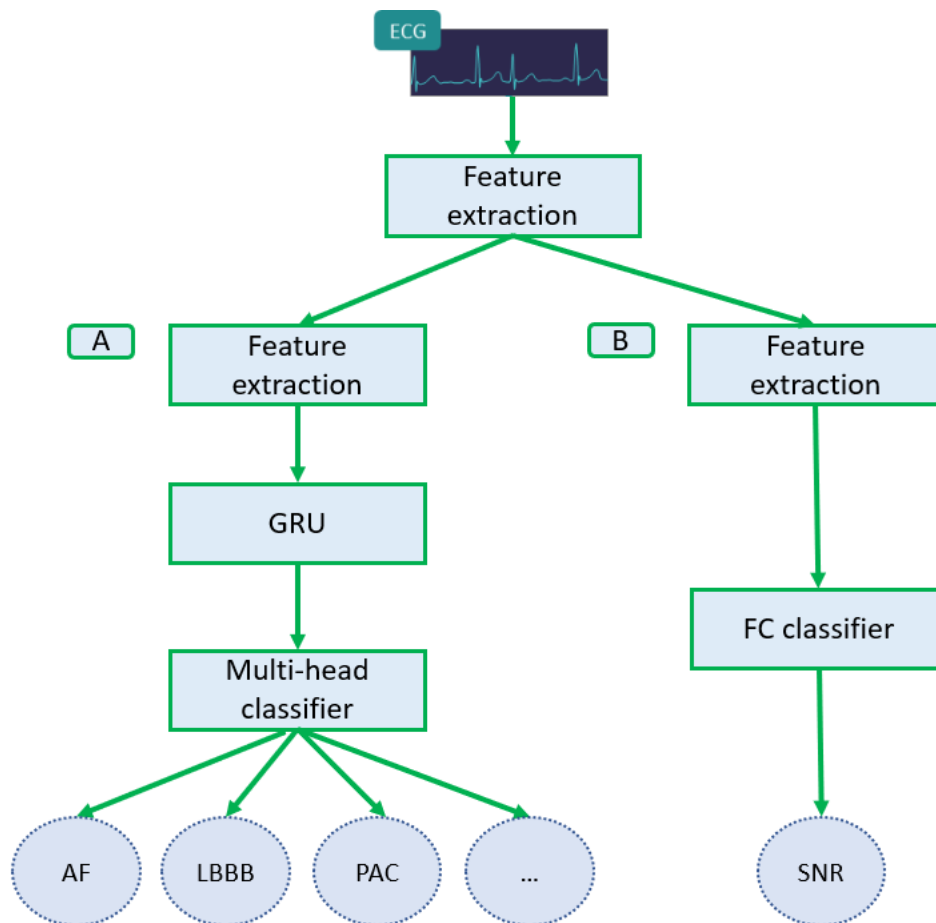 ECG
Feature
extraction
A
Feature
extraction
B
Feature
extraction
GRU
FC classifier
Multi-head
classifier
AF
LBBB
PAC
...
SNR